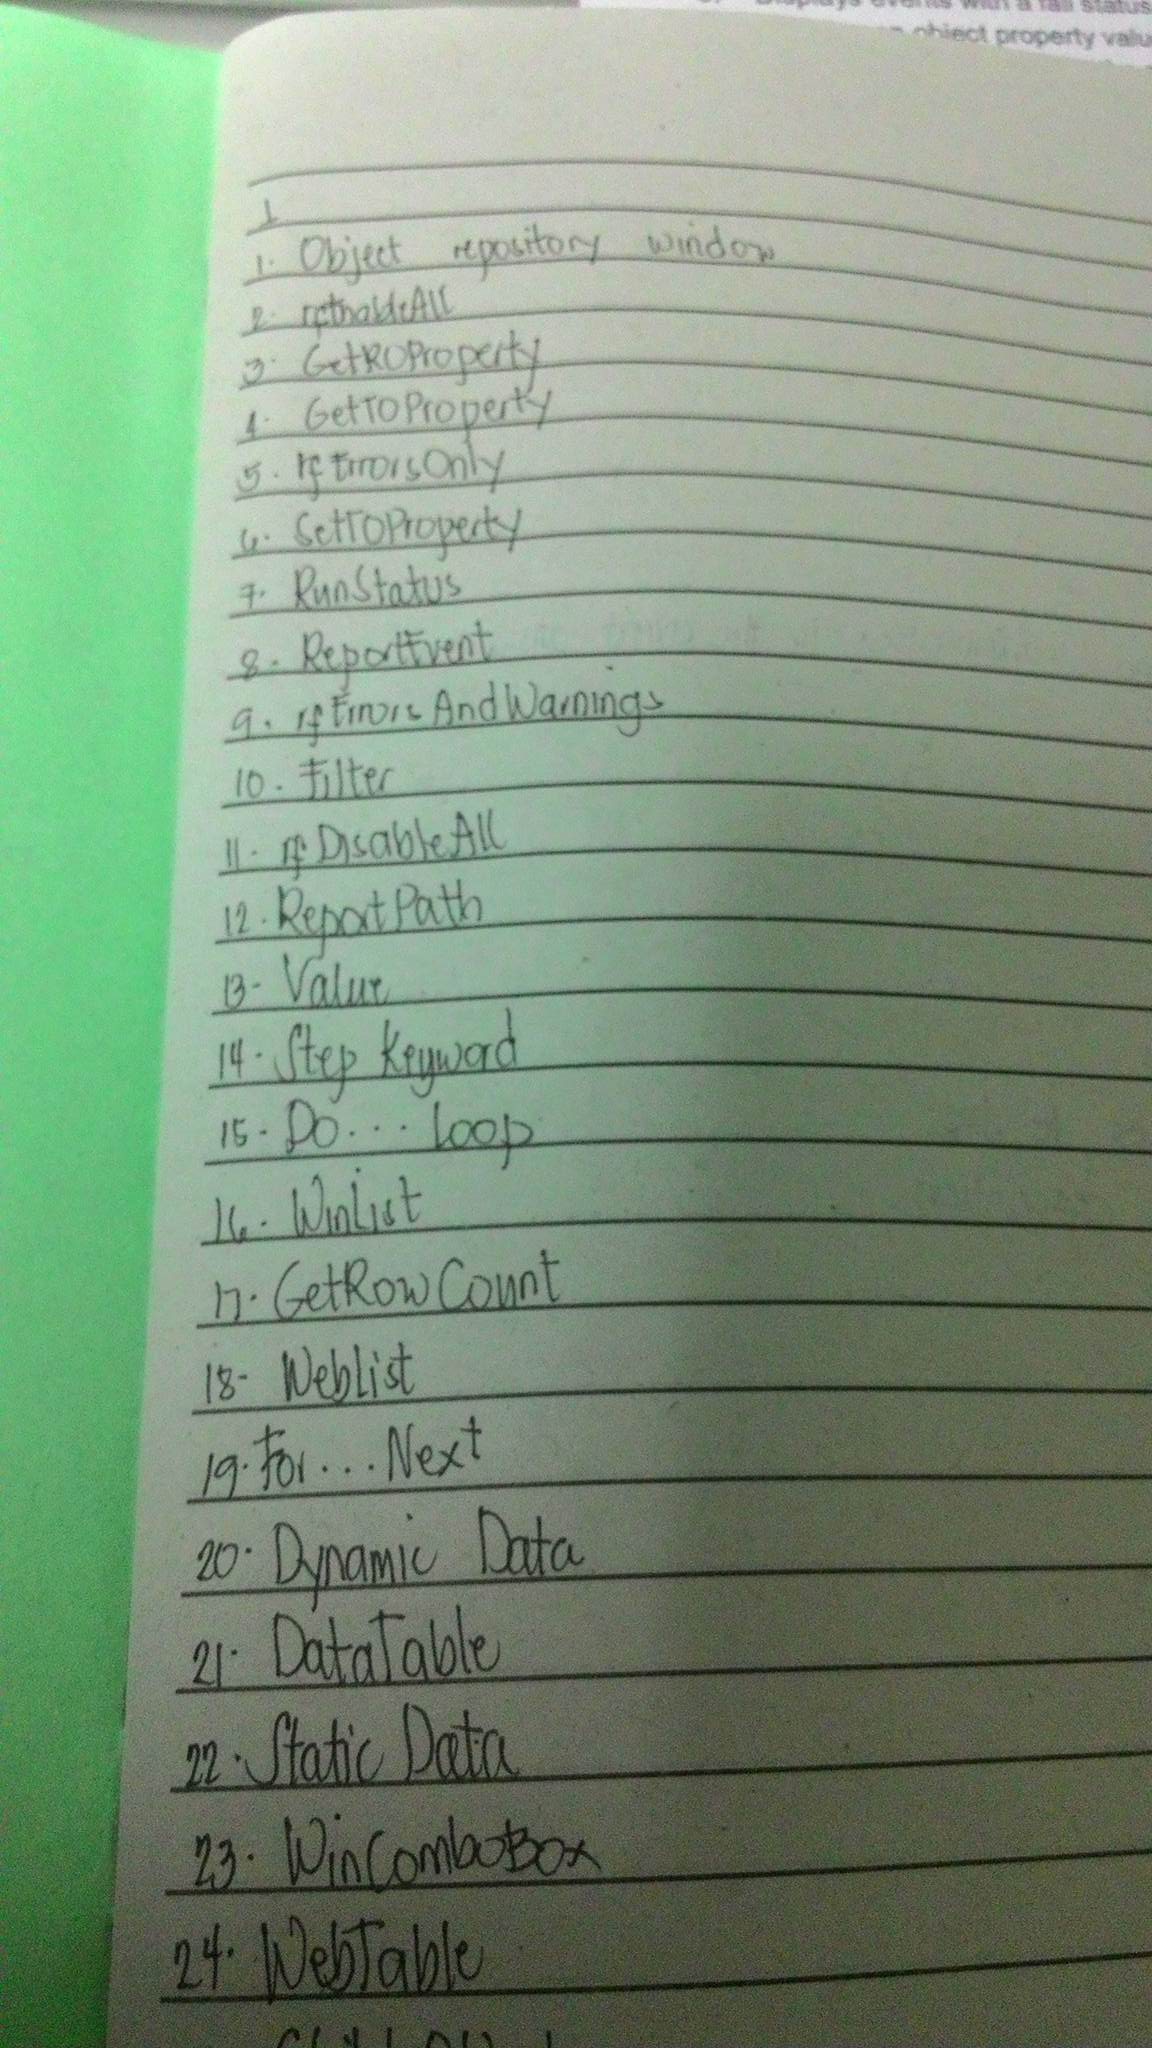 Displays events with a fail status
object property valu
I
1. Object repository window
2. rfEnableAll
3. GetROProperty
4. GetTOProperty
5. rfErrorsOnly
6. SetTOProperty
7. RunStatus
8. ReportEvent
9. rfErrorsAndWarnings
10. Filter
11. rfDisableAll
12. ReportPath
13. Value
14. Step Keyword
15. Do... Loop
16. WinList
17. GetRowCount
18. Weblist
19. For... Next
20. Dynamic Data
21. DataTable
22. Static Data
23. WinComboBox
24. WebTable